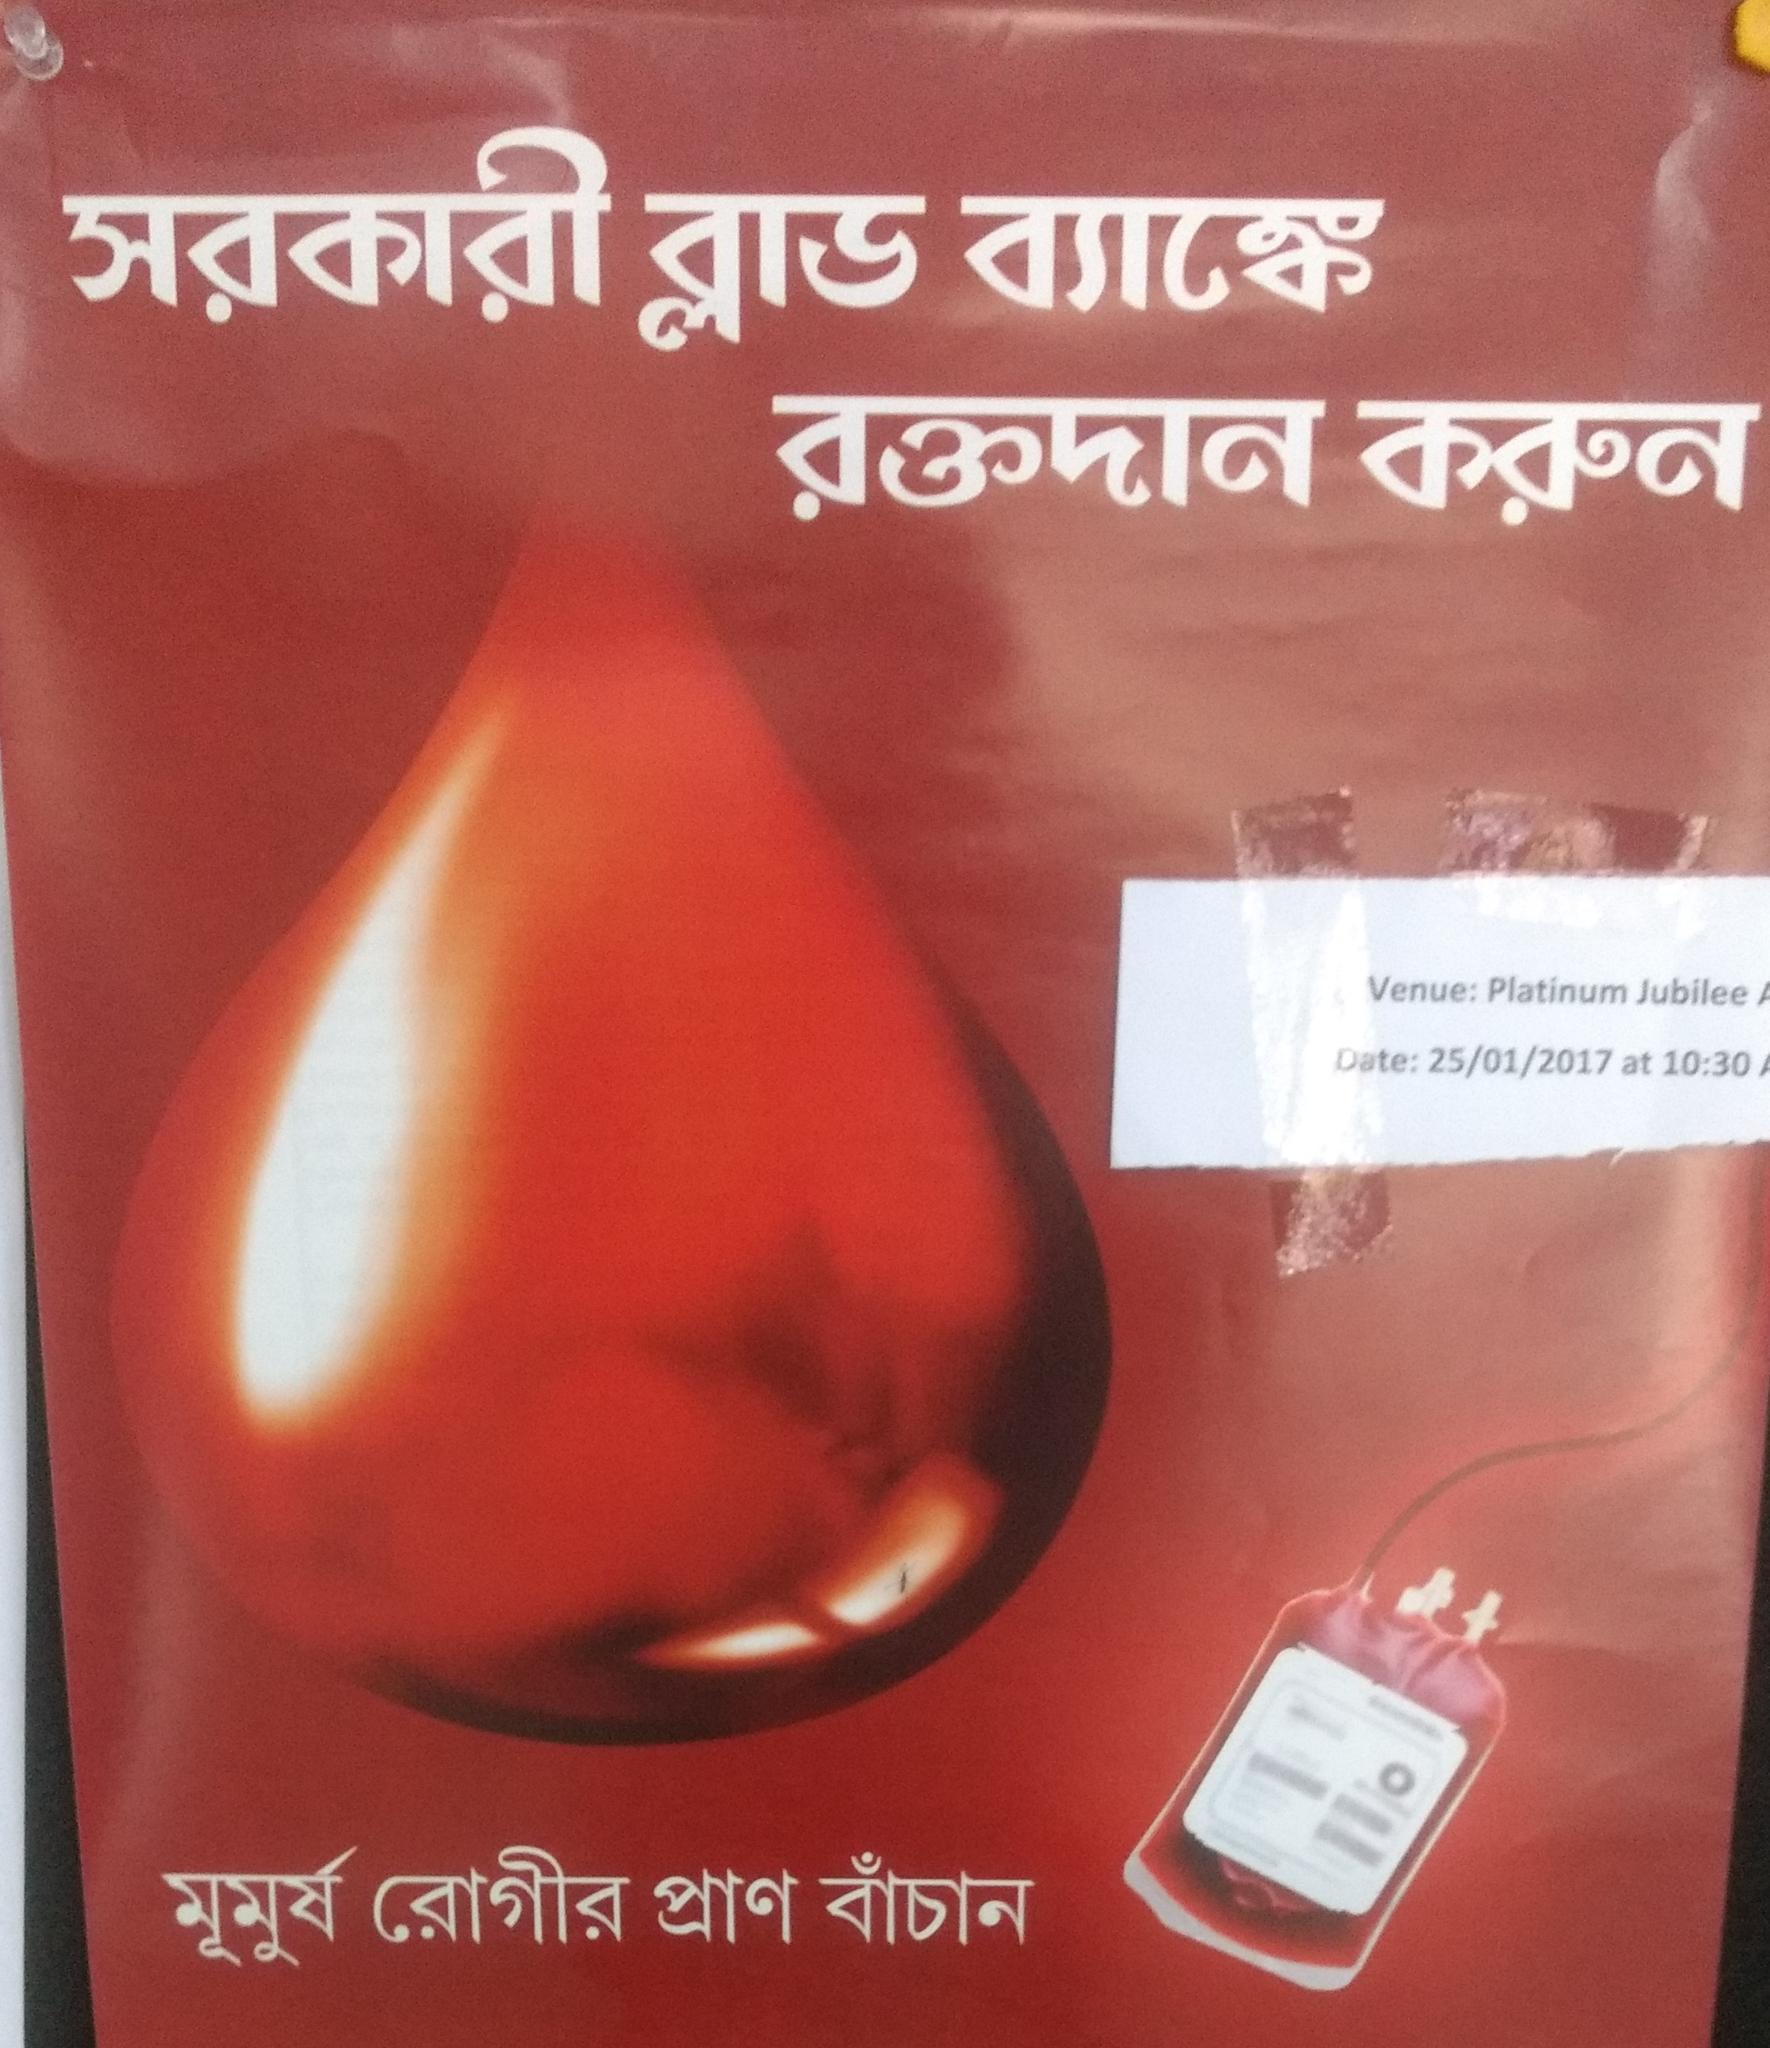 সরকারী ব্লাড ব্যাঙ্কে
রক্তদান করুন
Venue: Platinum Jubilee A
Date: 25/01/2017 at 10:30 A
মূমুর্ষ রোগীর প্রাণ বাঁচান